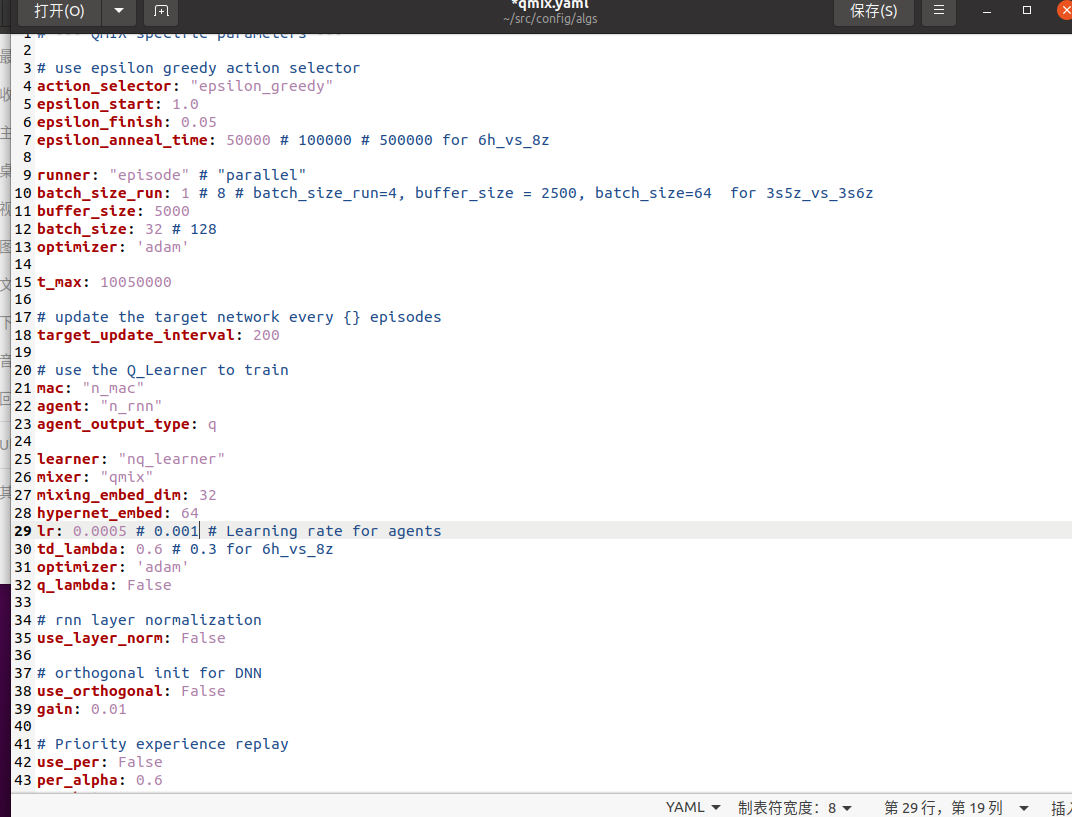 打开(O)
*qmix.yaml
~/src/config/algs
保存(S)
1 # --- QMIX specific parameters ---
2
3 # use epsilon greedy action selector
4 action_selector: "epsilon_greedy"
5 epsilon_start: 1.0
6 epsilon_finish: 0.05
7 epsilon_anneal_time: 50000 # 100000 # 500000 for 6h_vs_8z
8
9 runner: "episode" # "parallel"
10 batch_size_run: 1 # 8 # batch_size_run=4, buffer_size = 2500, batch_size=64  for 3s5z_vs_3s6z
11 buffer_size: 5000
12 batch_size: 32 # 128
13 optimizer: 'adam'
14
15 t_max: 10050000
16
17 # update the target network every {} episodes
18 target_update_interval: 200
19
20 # use the Q_Learner to train
21 mac: "n_mac"
22 agent: "n_rnn"
23 agent_output_type: q
24
25 learner: "nq_learner"
26 mixer: "qmix"
27 mixing_embed_dim: 32
28 hypernet_embed: 64
29 lr: 0.0005 # 0.001 # Learning rate for agents
30 td_lambda: 0.6 # 0.3 for 6h_vs_8z
31 optimizer: 'adam'
32 q_lambda: False
33
34 # rnn layer normalization
35 use_layer_norm: False
36
37 # orthogonal init for DNN
38 use_orthogonal: False
39 gain: 0.01
40
41 # Priority experience replay
42 use_per: False
43 per_alpha: 0.6
YAML
制表符宽度：8
第 29 行，第 19 列